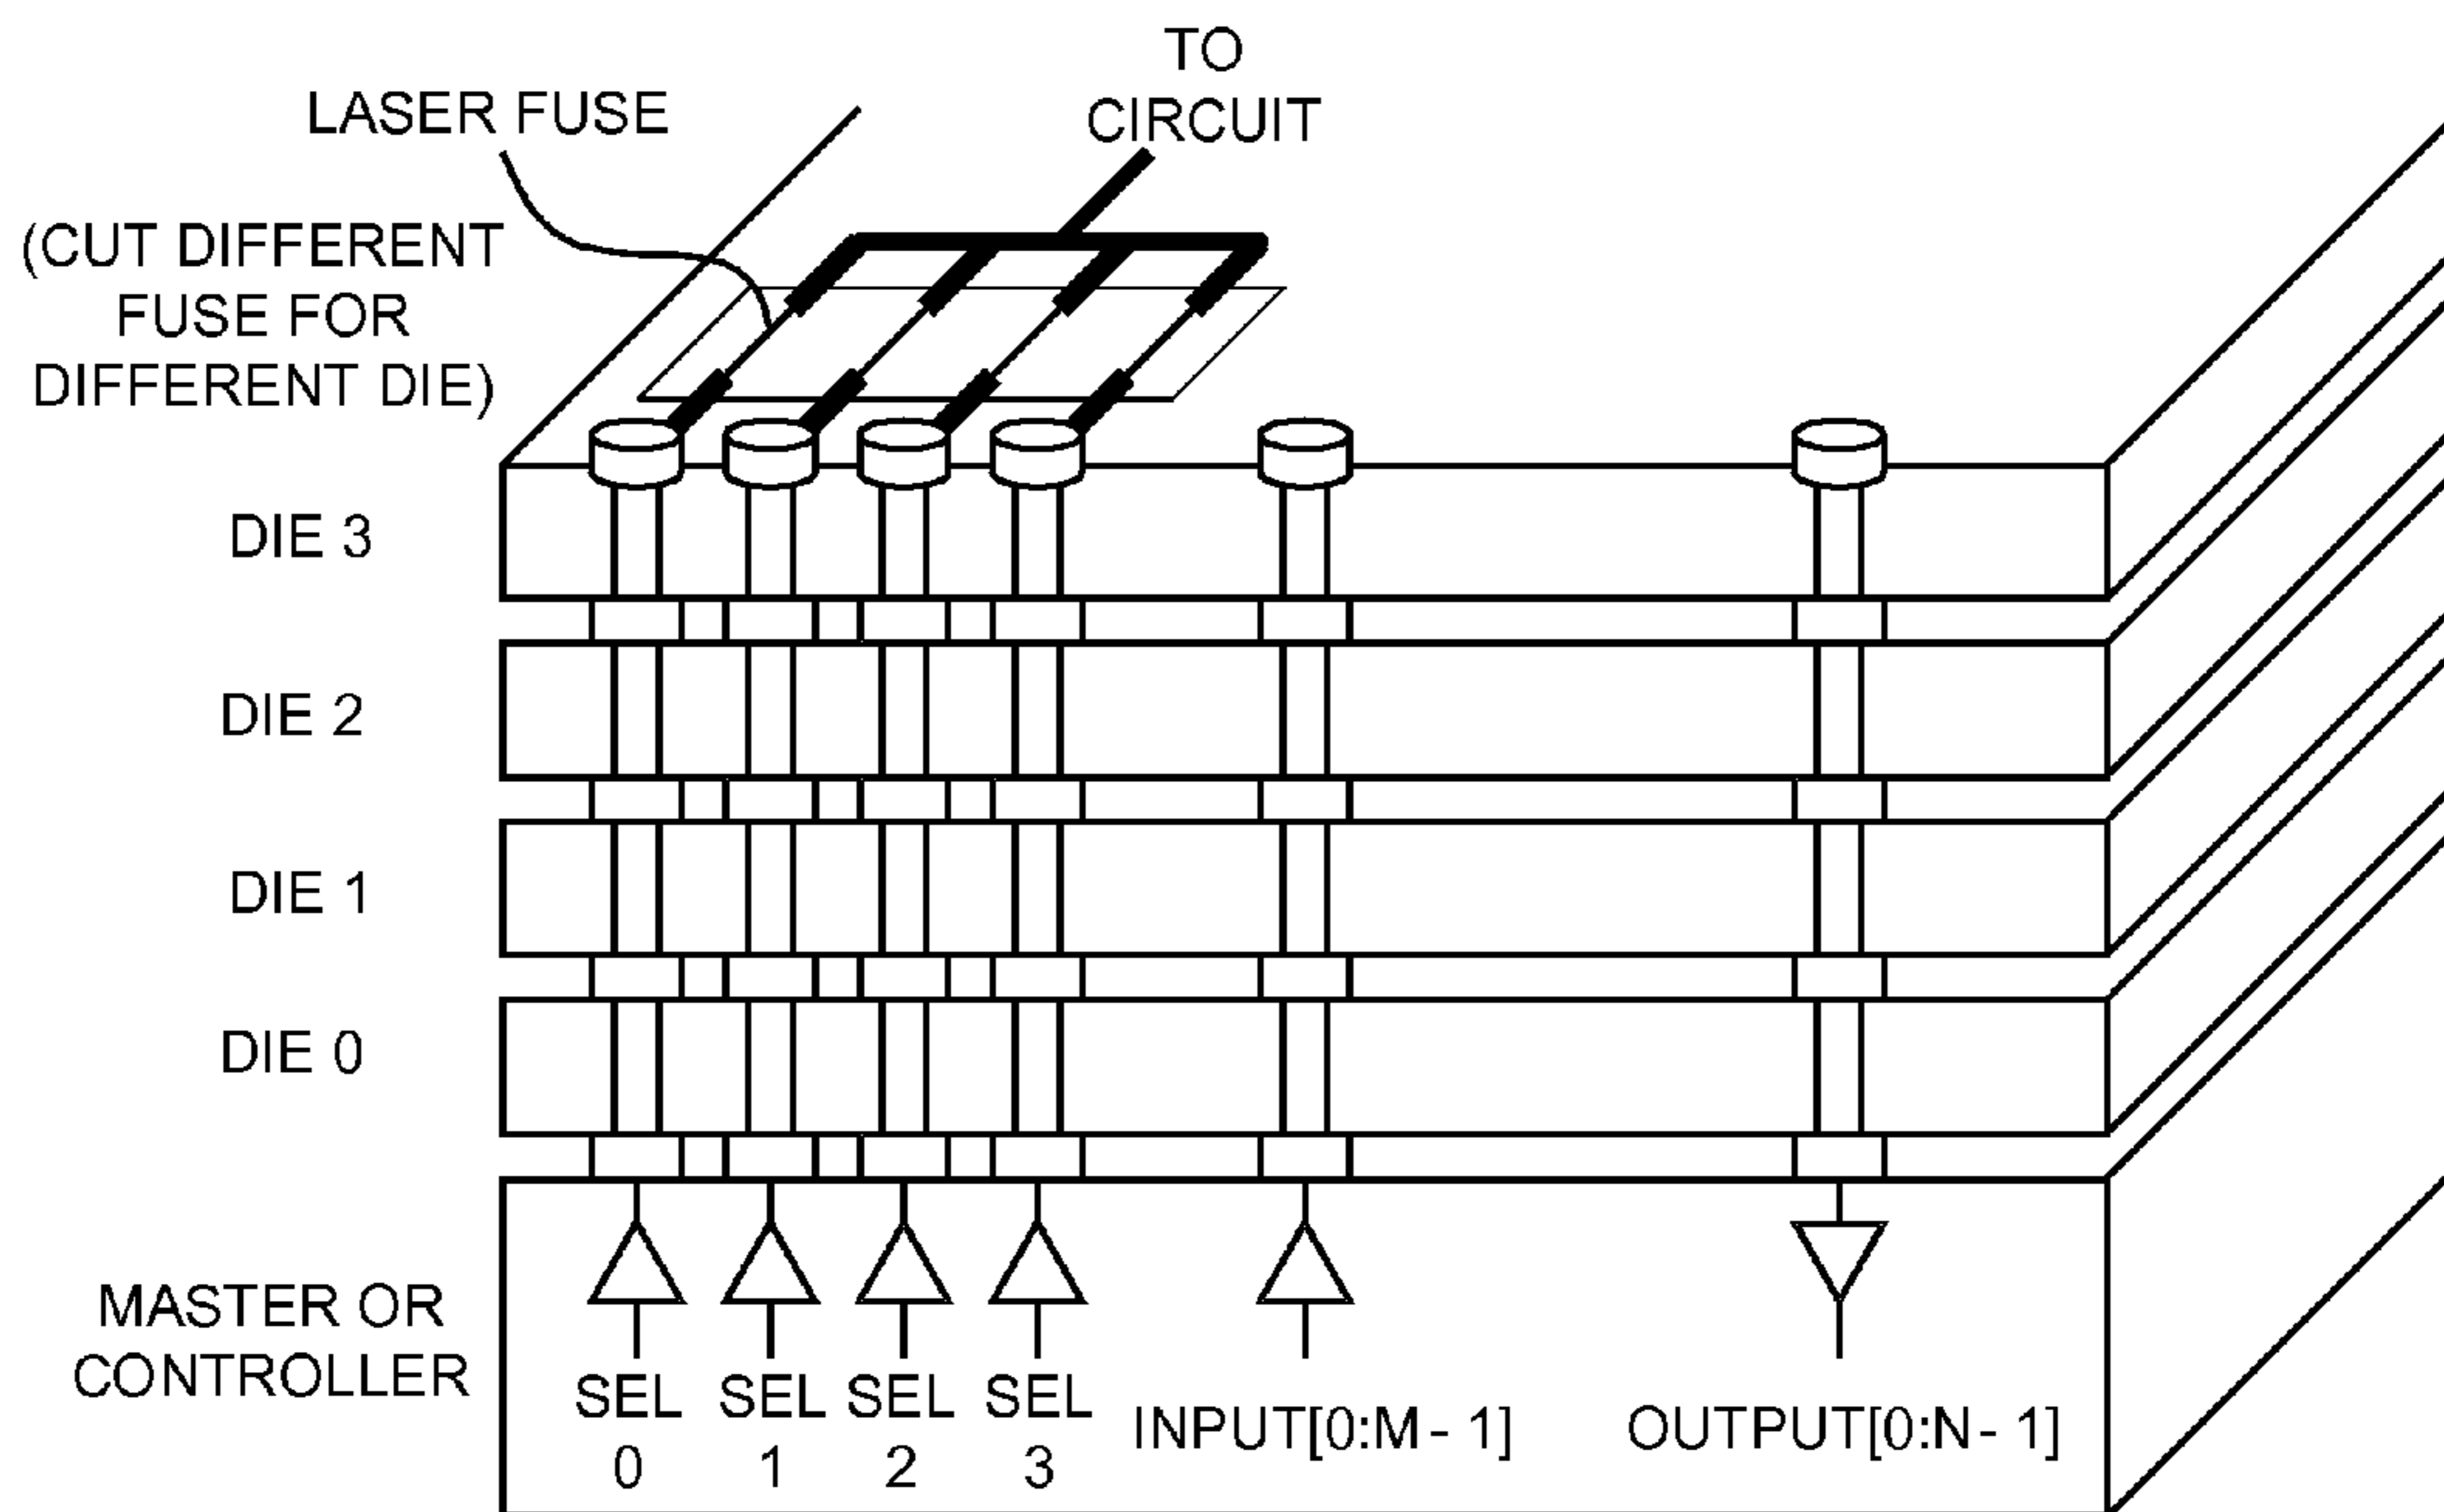 TO
CIRCUIT
LASER FUSE
(CUT DIFFERENT
FUSE FOR
DIFFERENT DIE)
DIE 3
DIE 2
DIE 1
DIE 0
MASTER OR
CONTROLLER
SEL SEL SEL SEL
0 1 2 3
INPUT[0:M- 1]
OUTPUT[0:N- 1]